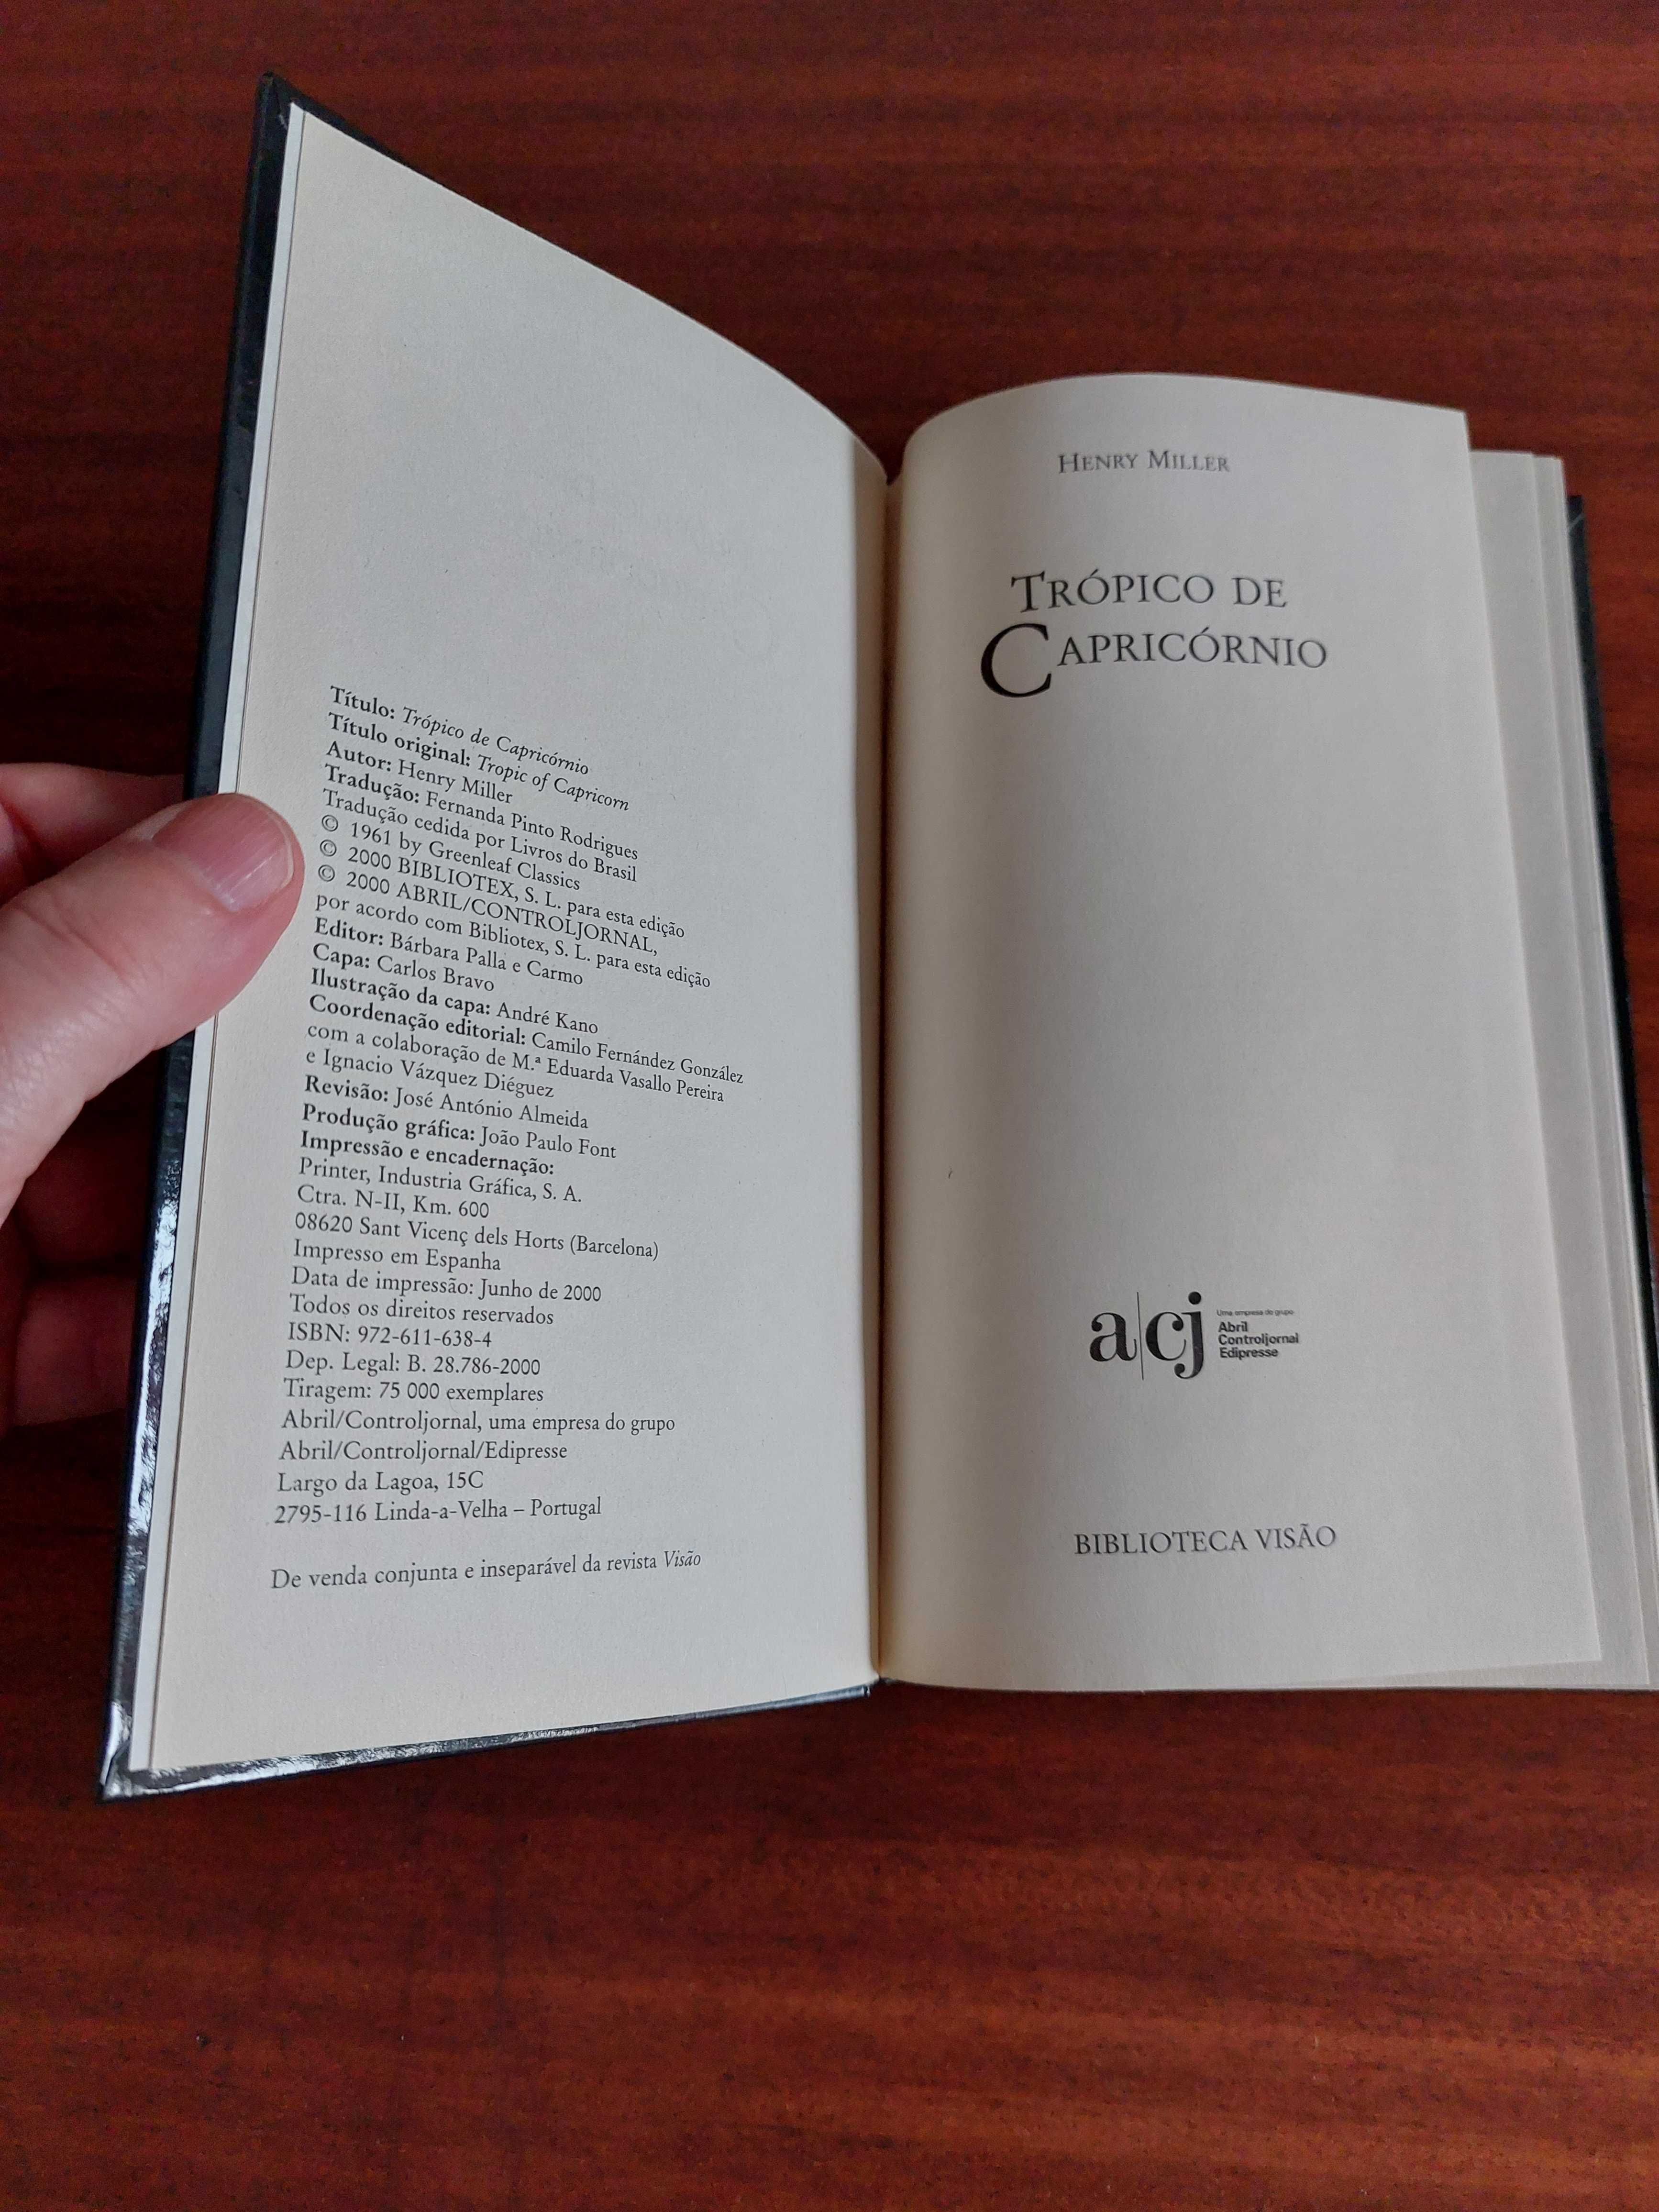 Título: Trópico de Capricórnio
Título original: Tropic of Capricorn
Autor: Henry Miller
Tradução: Fernanda Pinto Rodrigues
Tradução cedida por Livros do Brasil
© 1961 by Greenleaf Classics
© 2000 BIBLIOTEX, S. L. para esta edição
© 2000 ABRIL/CONTROLJORNAL,
por acordo com Bibliotex, S. L. para esta edição
Editor: Bárbara Palla e Carmo
Capa: Carlos Bravo
Ilustração da capa: André Kano
Coordenação editorial: Camilo Fernández González
com a colaboração de M.ª Eduarda Vasallo Pereira
e Ignacio Vázquez Diéguez
Revisão: José António Almeida
Produção gráfica: João Paulo Font
Impressão e encadernação:
Printer, Industria Gráfica, S. A.
Ctra. N-II, Km. 600
08620 Sant Vicenç dels Horts (Barcelona)
Impresso em Espanha
Data de impressão: Junho de 2000
Todos os direitos reservados
ISBN: 972-611-638-4
Dep. Legal: B. 28.786-2000
Tiragem: 75 000 exemplares
Abril/Controljornal, uma empresa do grupo
Abril/Controljornal/Edipresse
Largo da Lagoa, 15C
2795-116 Linda-a-Velha – Portugal
De venda conjunta e inseparável da revista Visão
HENRY MILLER
TRÓPICO DE
CAPRICÓRNIO
a|cj
Uma empresa do grupo
Abril
Controljornal
Edipresse
BIBLIOTECA VISÃO